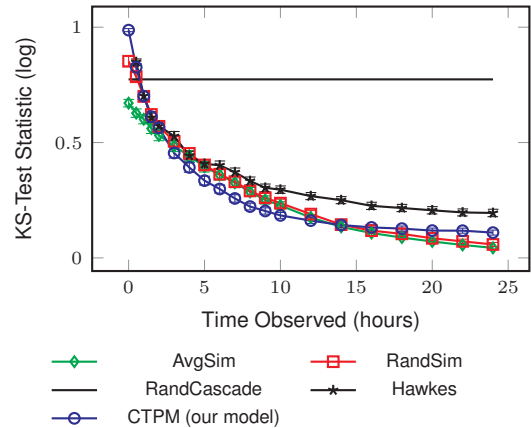 KS-Test Statistic (log)
1
0.5
0
0 5 10 15 20 25
Time Observed (hours)
AvgSim RandSim
RandCascade Hawkes
CTPM (our model)